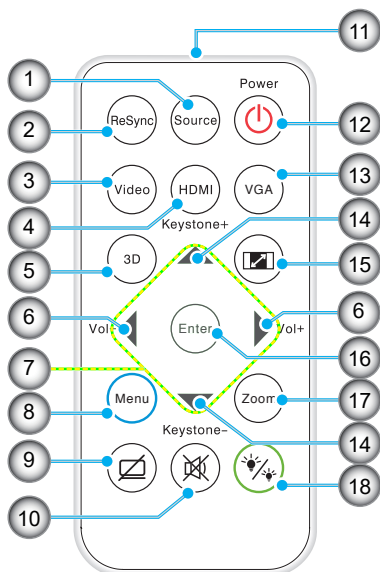 11
1
Power
ReSync
Source
2
12
3
13
Video
HDMI
VGA
4
Keystone+
14
3D
5
15
6
6
Vol-
Enter
Vol+
7
16
8
Menu
Zoom
17
Keystone-
14
9
18
10